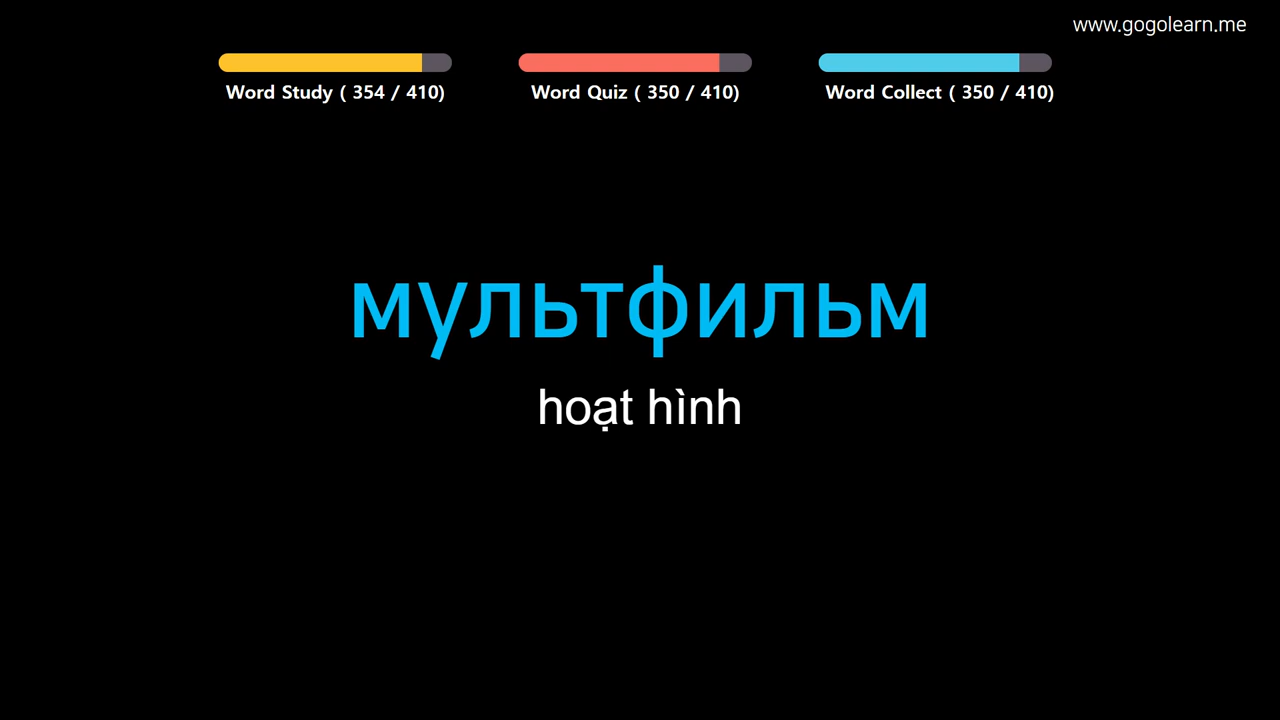 www.gogolearn.me
Word Study ( 354 / 410)
Word Quiz ( 350 / 410)
Word Collect ( 350 / 410)
мультфильм
hoạt hình